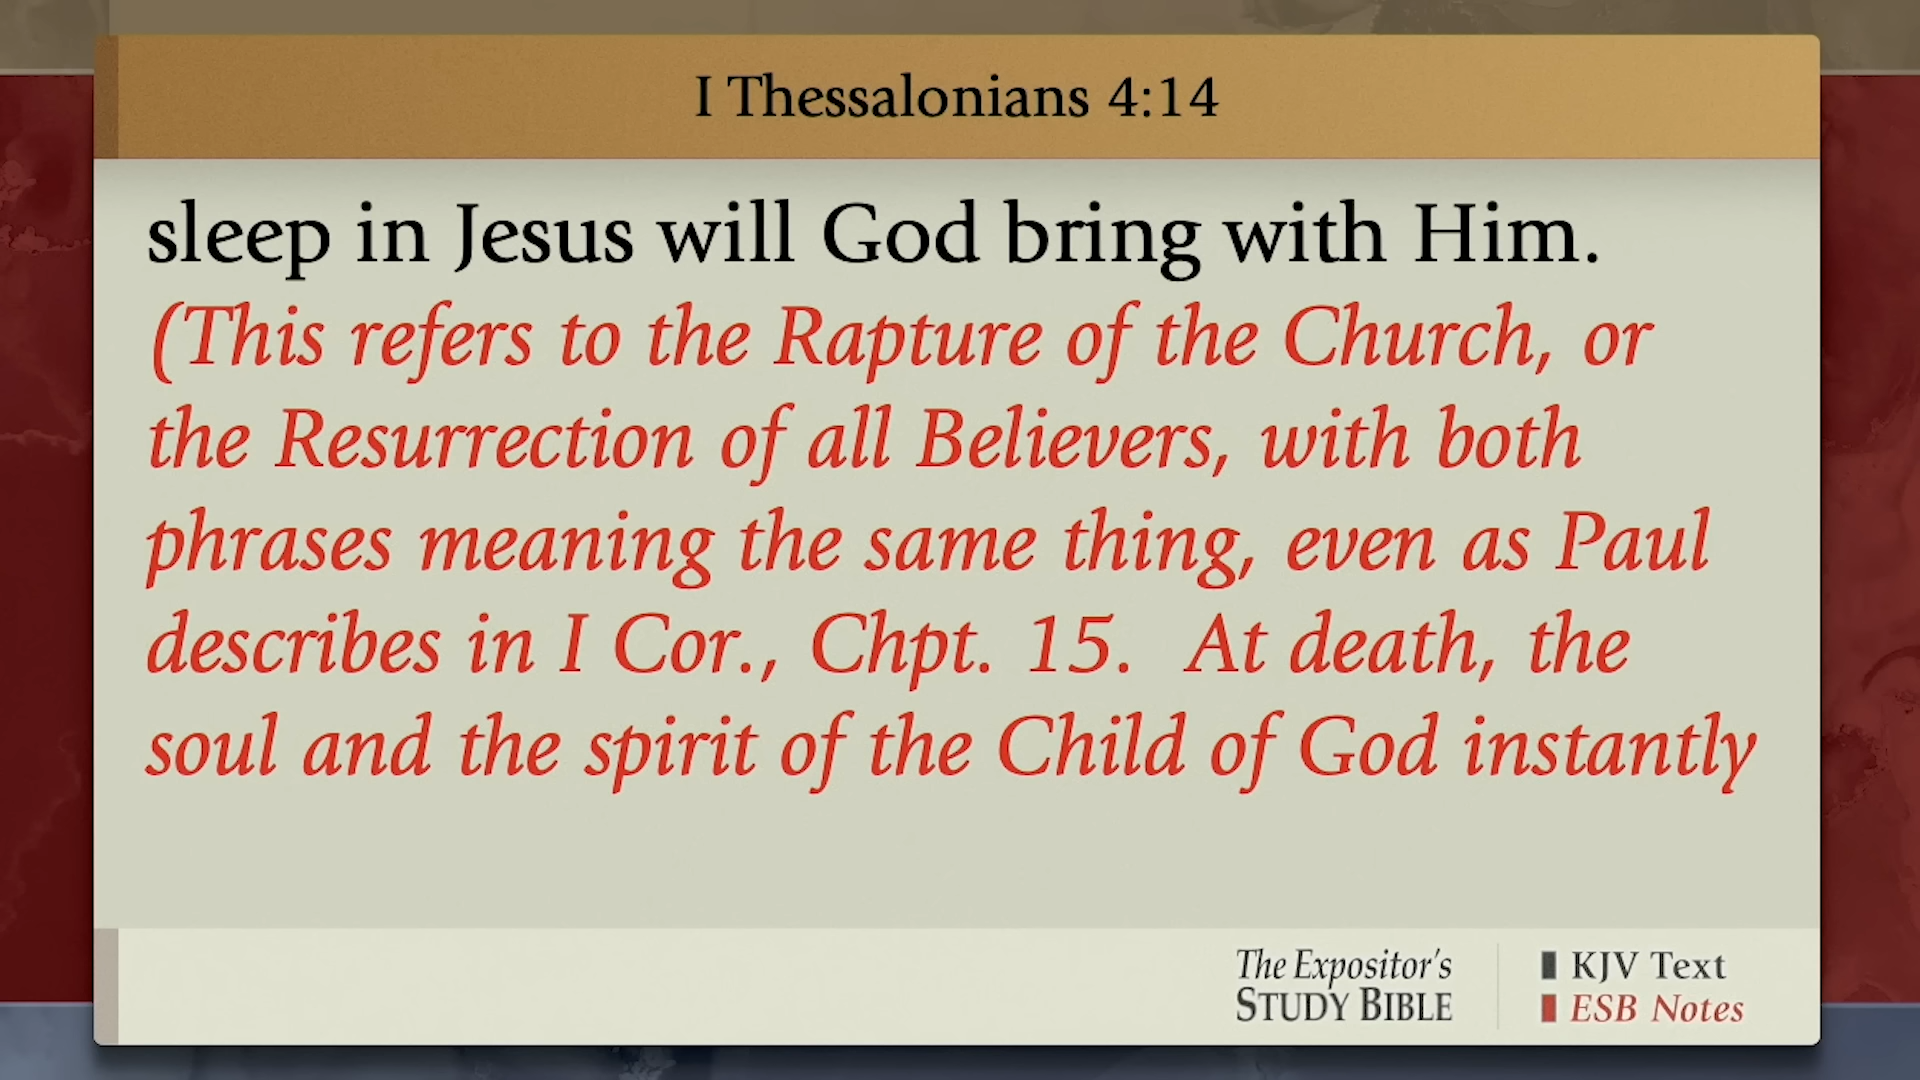 I Thessalonians 4:14
sleep in Jesus will God bring with Him.
(This refers to the Rapture of the Church, or
the Resurrection of all Believers, with both
phrases meaning the same thing, even as Paul
describes in I Cor., Chpt. 15. At death, the
soul and the spirit of the Child of God instantly
The Expositor's
STUDY BIBLE
KJV Text
ESB Notes